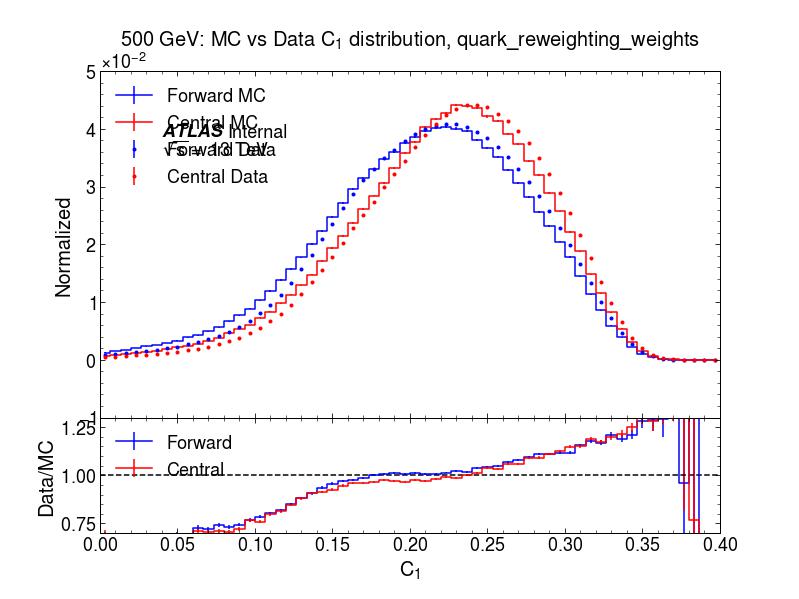 500 GeV: MC vs Data C₁ distribution, quark_reweighting_weights
×10⁻²
5
4
3
2
1
0
−1
Normalized
Forward MC
Central MC
ATLAS Internal
√s = 13 TeV
Forward Data
Central Data
1.25
1.00
0.75
Data/MC
Forward
Central
0.00 0.05 0.10 0.15 0.20 0.25 0.30 0.35 0.40
C₁